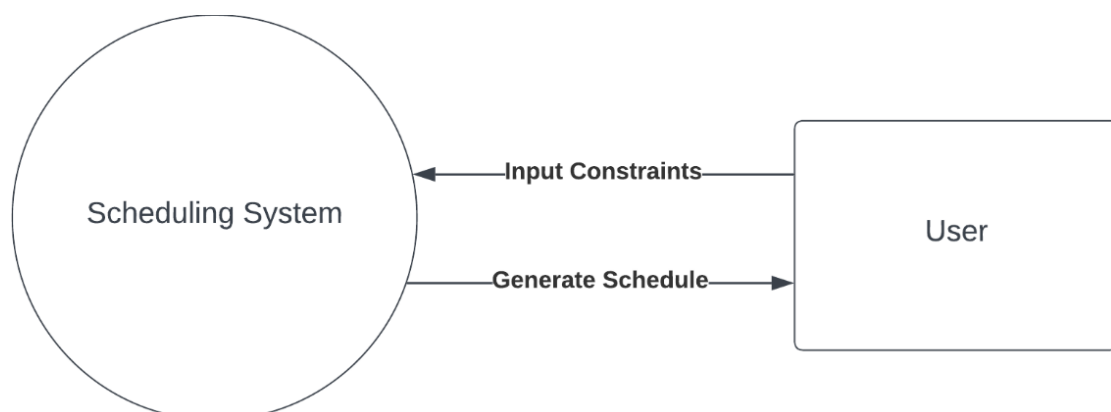 Input Constraints
Scheduling System
User
Generate Schedule